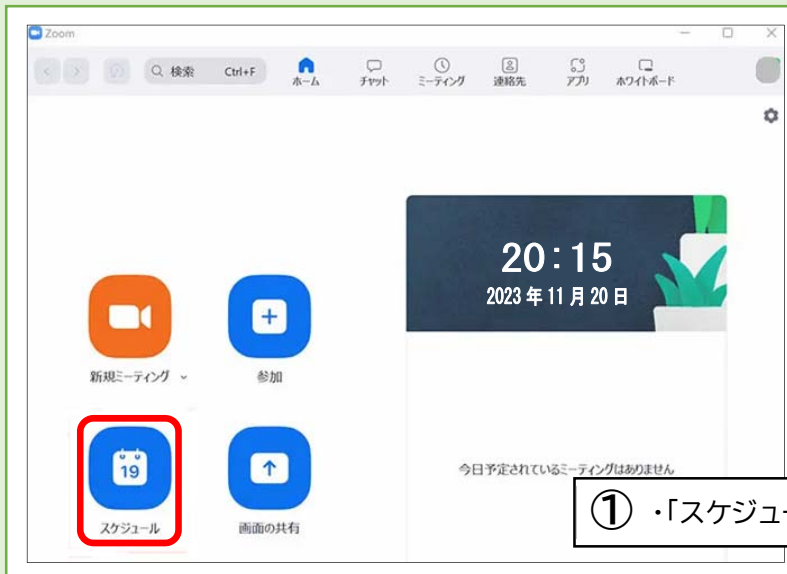 Zoom
検索 Ctrl+F
ホーム
チャット
ミーティング
連絡先
アプリ
ホワイトボード
20:15
2023年11月20日
新規ミーティング
参加
19
スケジュール
画面の共有
今日予定されているミーティングはありません
① ・「スケジュー